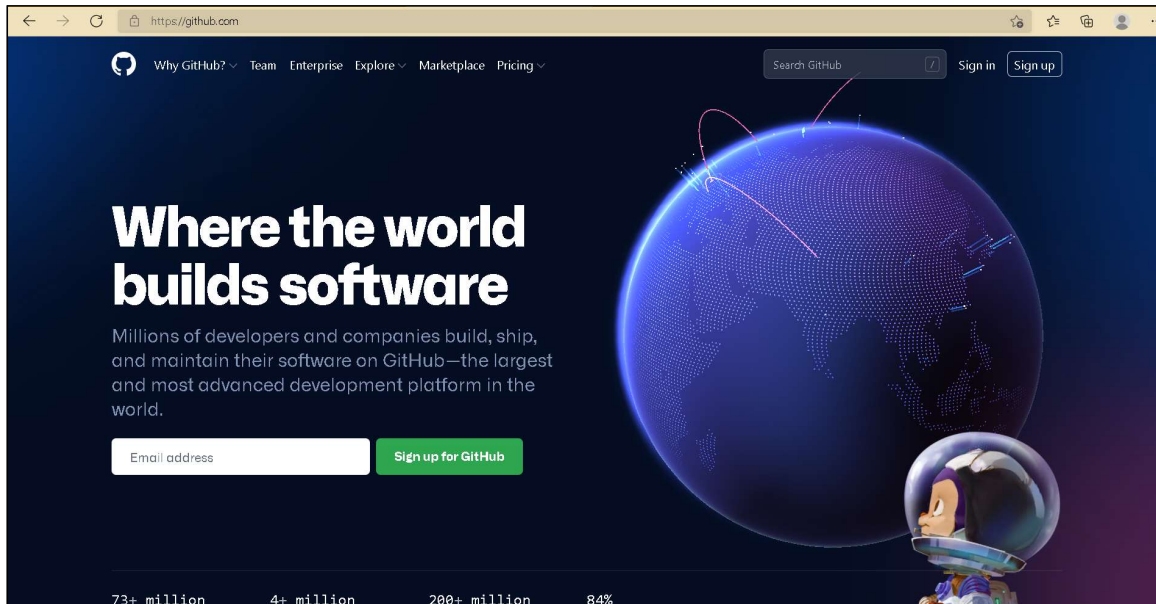 https://github.com
Why GitHub? Team Enterprise Explore Marketplace Pricing
Search GitHub / Sign in Sign up
Where the world
builds software
Millions of developers and companies build, ship,
and maintain their software on GitHub—the largest
and most advanced development platform in the
world.
Email address Sign up for GitHub
73+ million 4+ million 200+ million 84%